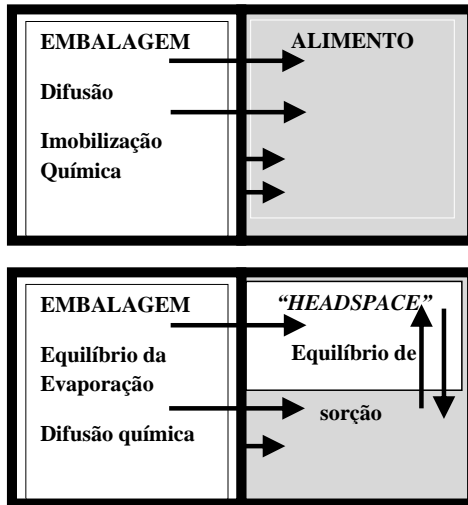 EMBALAGEM
ALIMENTO
Difusão
Imobilização
Química
EMBALAGEM
“HEADSPACE”
Equilíbrio da
Evaporação
Equilíbrio de
sorção
Difusão química